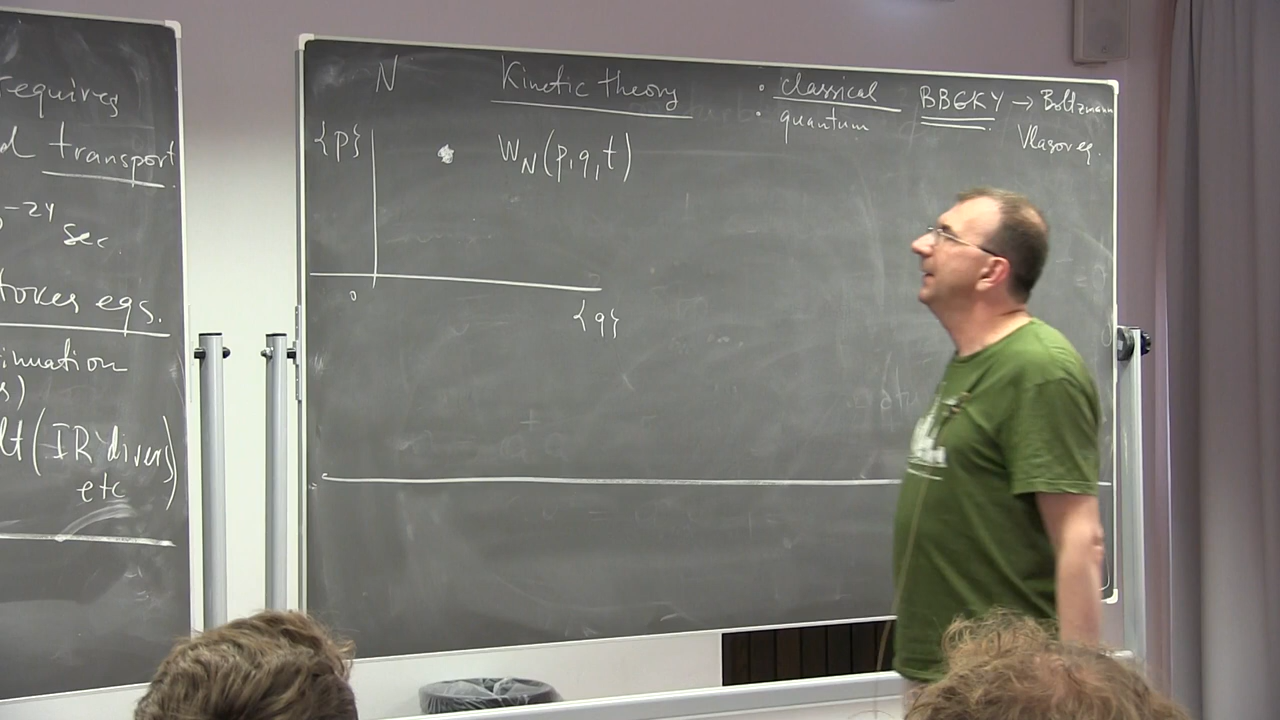 requires
d transport
-24
sec
tokes eqs.
s)
lt (IR divers
etc )
N
Kinetic theory
• classical
• quantum
BBGKY → Boltzmann
Vlasov eq.
{p}
W_N(p,q,t)
0
{q}